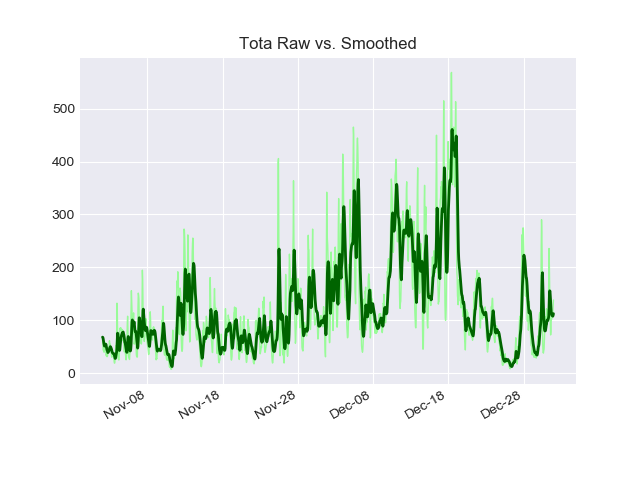 Tota Raw vs. Smoothed
500
400
300
200
100
0
Nov-08
Nov-18
Nov-28
Dec-08
Dec-18
Dec-28